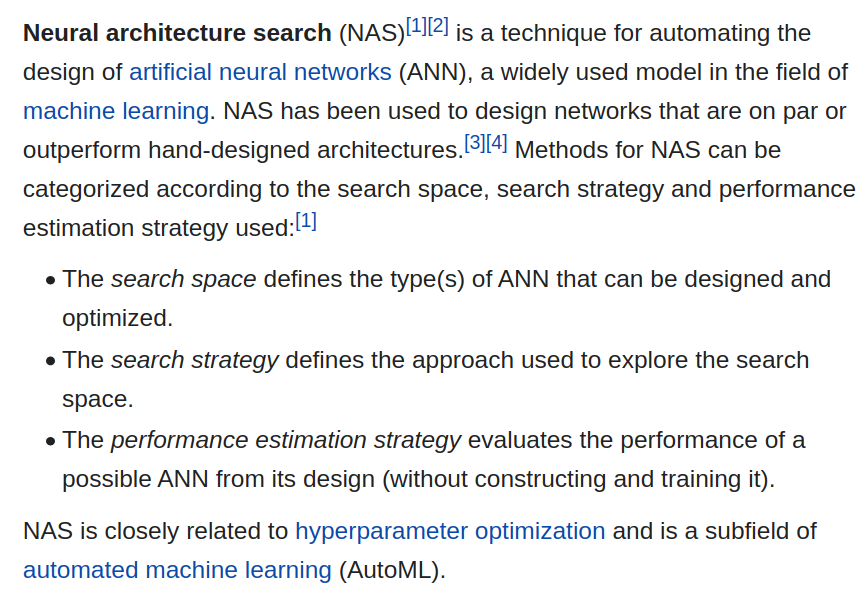 Neural architecture search (NAS)[1][2] is a technique for automating the
design of artificial neural networks (ANN), a widely used model in the field of
machine learning. NAS has been used to design networks that are on par or
outperform hand-designed architectures.[3][4] Methods for NAS can be
categorized according to the search space, search strategy and performance
estimation strategy used:[1]
• The search space defines the type(s) of ANN that can be designed and
optimized.
• The search strategy defines the approach used to explore the search
space.
• The performance estimation strategy evaluates the performance of a
possible ANN from its design (without constructing and training it).
NAS is closely related to hyperparameter optimization and is a subfield of
automated machine learning (AutoML).